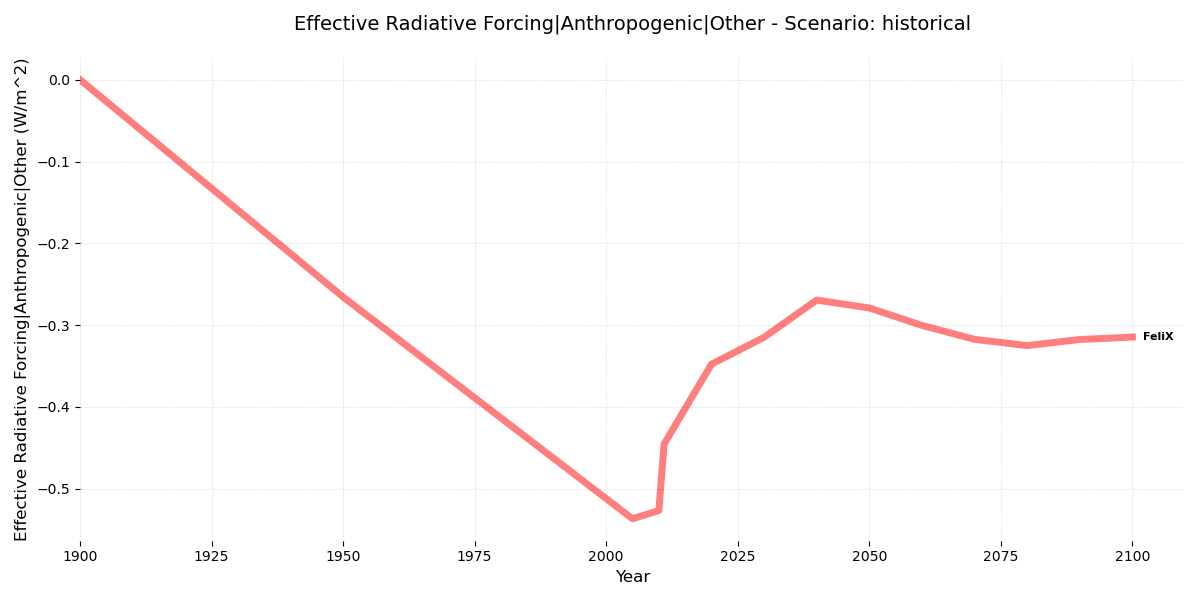 Effective Radiative Forcing|Anthropogenic|Other - Scenario: historical
Effective Radiative Forcing|Anthropogenic|Other (W/m^2)
0.0
−0.1
−0.2
−0.3
−0.4
−0.5
FeliX
1900 1925 1950 1975 2000 2025 2050 2075 2100
Year